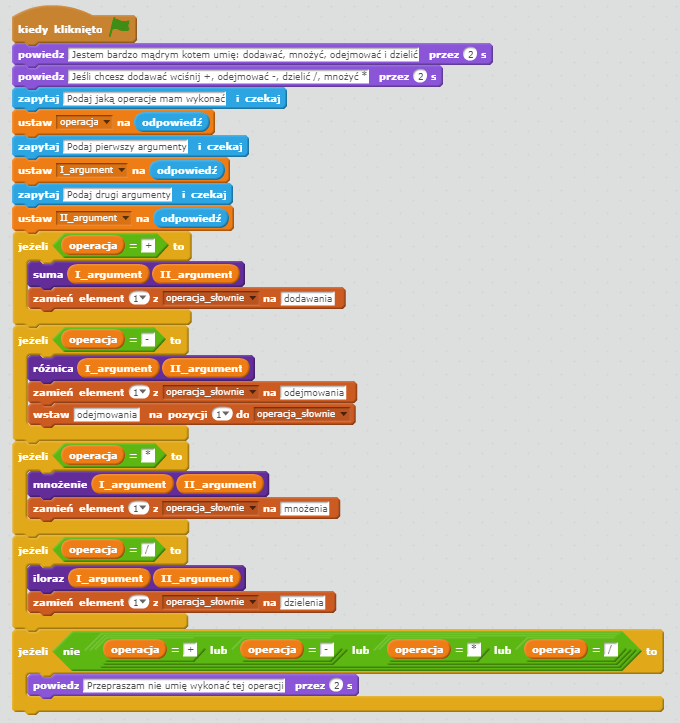 kiedy kliknięto
powiedz Jestem bardzo mądrym kotem umię: dodawać, mnożyć, odejmować i dzielić przez 2 s
powiedz Jeśli chcesz dodawać wciśnij +, odejmować -, dzielić /, mnożyć * przez 2 s
zapytaj Podaj jaką operacje mam wykonać i czekaj
ustaw operacja na odpowiedź
zapytaj Podaj pierwszy argumenty i czekaj
ustaw I_argument na odpowiedź
zapytaj Podaj drugi argumenty i czekaj
ustaw II_argument na odpowiedź
jeżeli operacja = + to
suma I_argument II_argument
zamień element 1 z operacja_słownie na dodawania
jeżeli operacja = - to
różnica I_argument II_argument
zamień element 1 z operacja_słownie na odejmowania
wstaw odejmowania na pozycji 1 do operacja_słownie
jeżeli operacja = * to
mnożenie I_argument II_argument
zamień element 1 z operacja_słownie na mnożenia
jeżeli operacja = / to
iloraz I_argument II_argument
zamień element 1 z operacja_słownie na dzielenia
jeżeli nie operacja = + lub operacja = - lub operacja = * lub operacja = / to
powiedz Przepraszam nie umię wykonać tej operacji przez 2 s